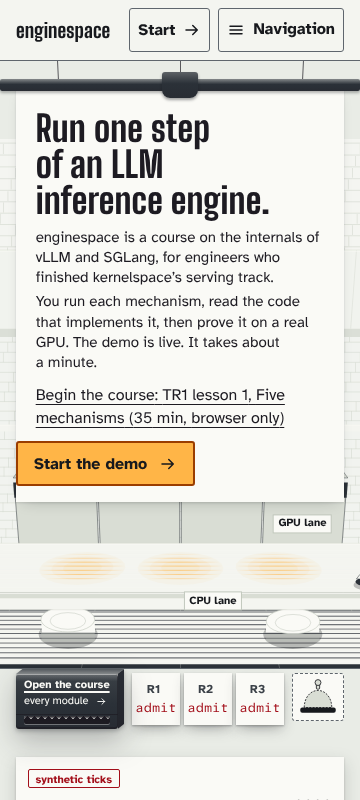 enginespace
Start →
Navigation
Run one step
of an LLM
inference engine.
enginespace is a course on the internals of
vLLM and SGLang, for engineers who
finished kernelspace's serving track.
You run each mechanism, read the code
that implements it, then prove it on a real
GPU. The demo is live. It takes about
a minute.
Begin the course: TR1 lesson 1, Five
mechanisms (35 min, browser only)
Start the demo →
GPU lane
CPU lane
Open the course
every module →
R1
admit
R2
admit
R3
admit
synthetic ticks